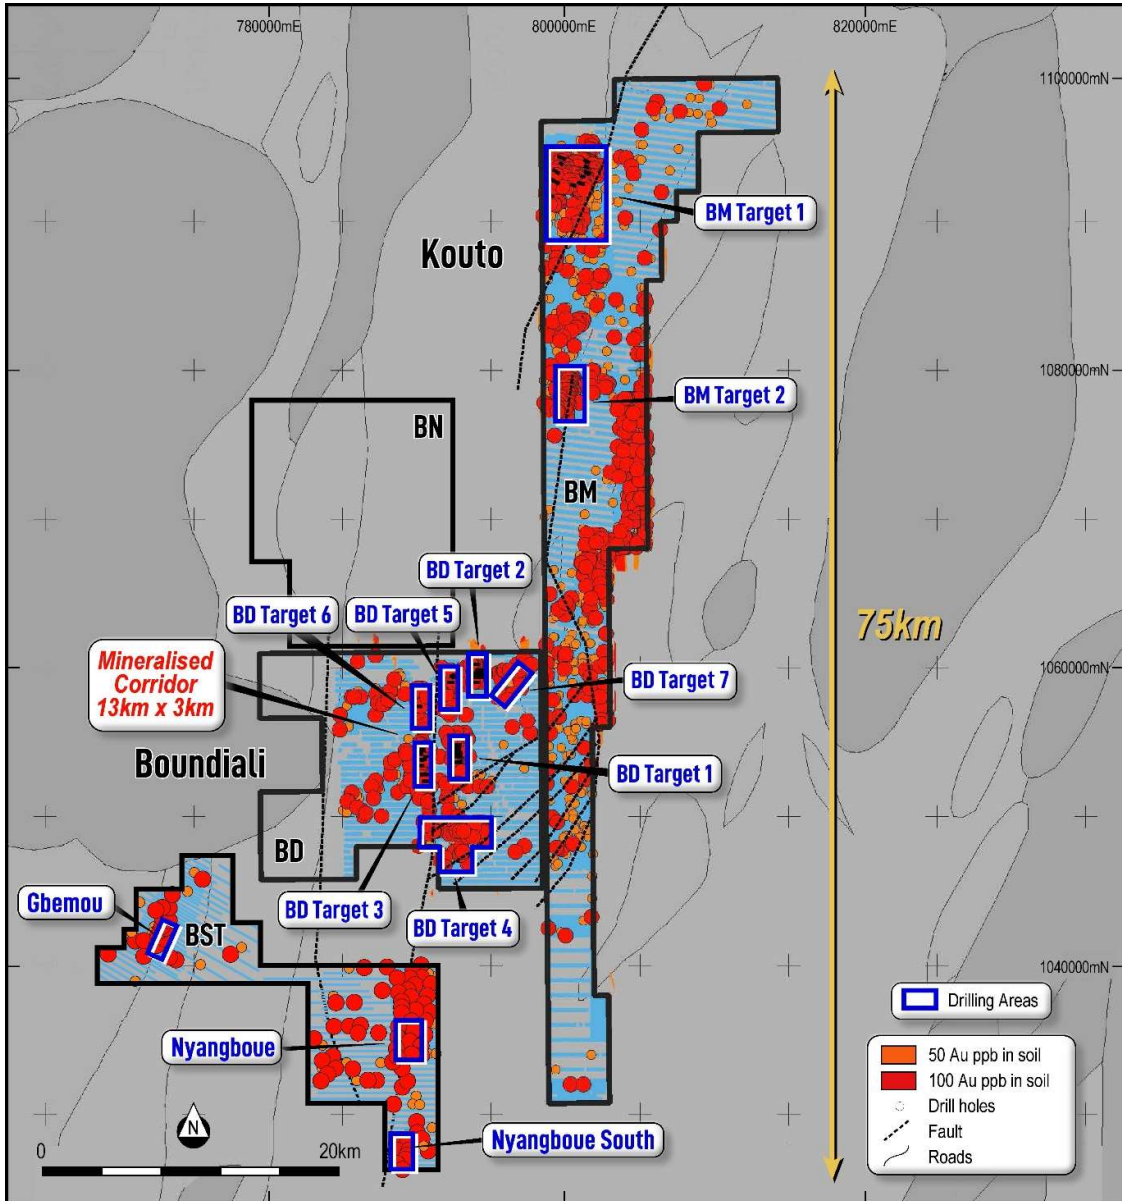 780000mE
800000mE
820000mE
1100000mN
BM Target 1
Kouto
1080000mN
BM Target 2
BN
BM
BD Target 2
BD Target 5
BD Target 6
75km
Mineralised
Corridor
13km x 3km
1060000mN
BD Target 7
Boundiali
BD Target 1
BD
BD Target 3
BD Target 4
Gbemou
BST
1040000mN
Drilling Areas
Nyangboue
50 Au ppb in soil
100 Au ppb in soil
Drill holes
Fault
Roads
N
Nyangboue South
0
20km